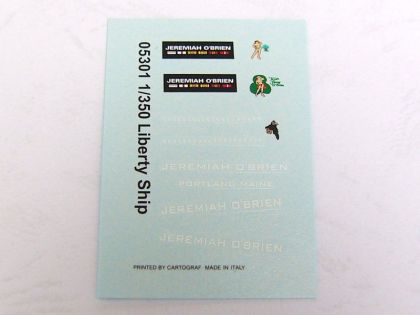 05301 1/350 Liberty Ship
JEREMIAH O'BRIEN
JEREMIAH O'BRIEN
JEREMIAH O'BRIEN
PORTLAND MAINE
JEREMIAH O'BRIEN
JEREMIAH O'BRIEN
PRINTED BY CARTOGRAF MADE IN ITALY